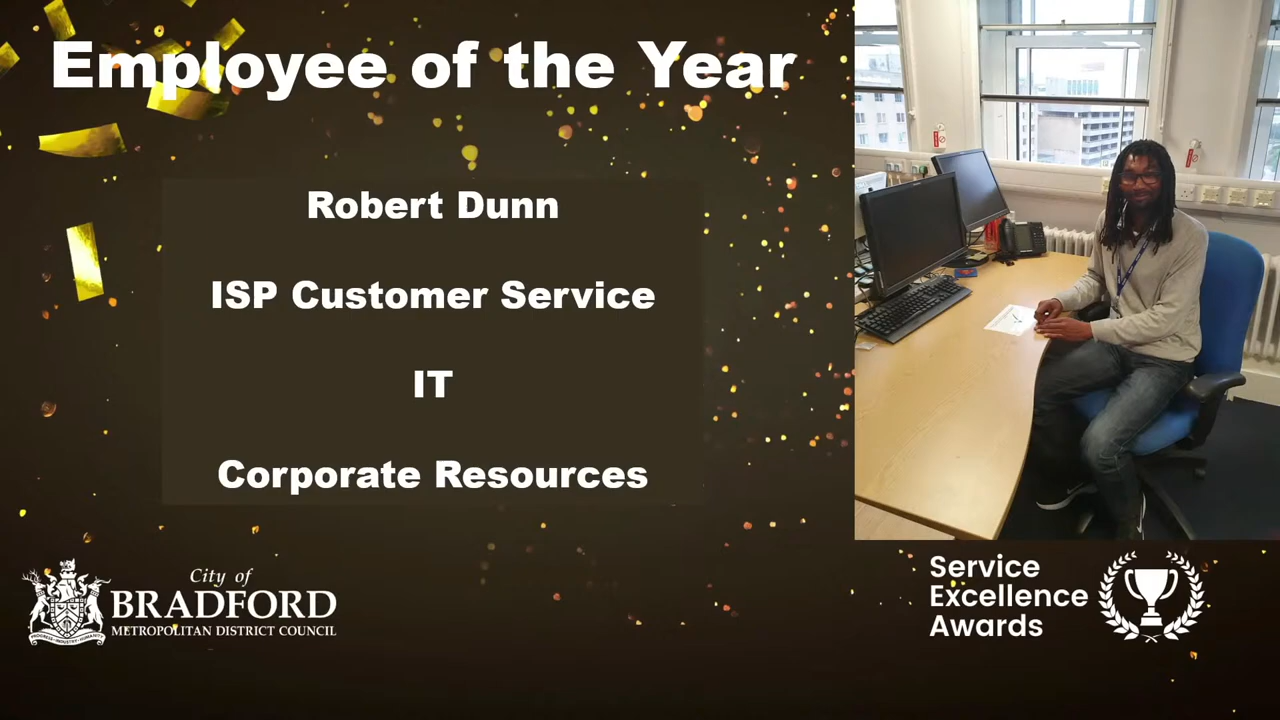 Employee of the Year
Robert Dunn
ISP Customer Service
IT
Corporate Resources
City of
BRADFORD
METROPOLITAN DISTRICT COUNCIL
Service
Excellence
Awards